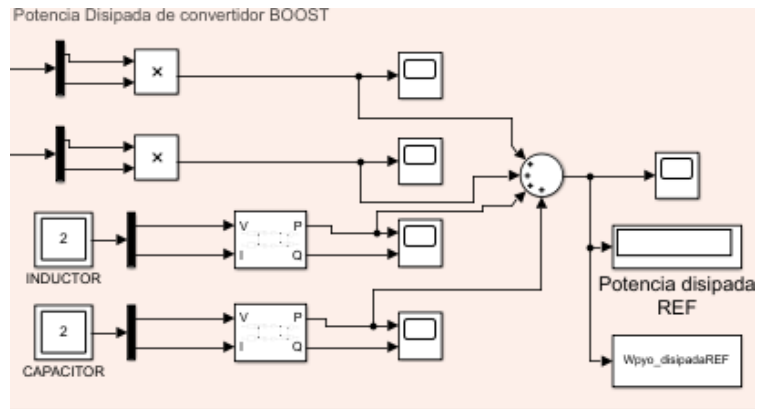 Potencia Disipada de convertidor BOOST
×
×
+
+
+
+
2
V
P
I
Q
INDUCTOR
2
V
P
I
Q
CAPACITOR
Potencia disipada
REF
Wpyo_disipadaREF